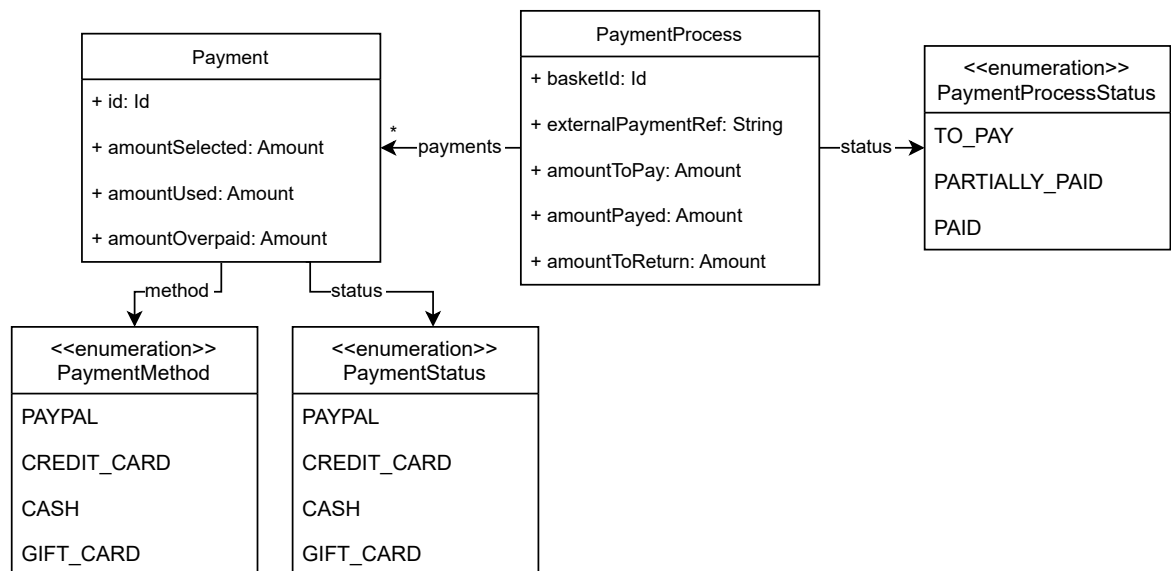 Payment
+ id: Id
+ amountSelected: Amount
+ amountUsed: Amount
+ amountOverpaid: Amount
*
payments
PaymentProcess
+ basketId: Id
+ externalPaymentRef: String
+ amountToPay: Amount
+ amountPayed: Amount
+ amountToReturn: Amount
status
<<enumeration>>
PaymentProcessStatus
TO_PAY
PARTIALLY_PAID
PAID
method
status
<<enumeration>>
PaymentMethod
PAYPAL
CREDIT_CARD
CASH
GIFT_CARD
<<enumeration>>
PaymentStatus
PAYPAL
CREDIT_CARD
CASH
GIFT_CARD